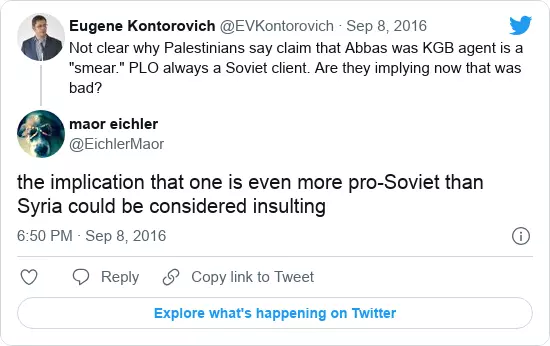 Eugene Kontorovich @EVKontorovich · Sep 8, 2016
Not clear why Palestinians say claim that Abbas was KGB agent is a
"smear." PLO always a Soviet client. Are they implying now that was
bad?
maor eichler
@EichlerMaor
the implication that one is even more pro-Soviet than
Syria could be considered insulting
6:50 PM · Sep 8, 2016
Reply Copy link to Tweet
Explore what's happening on Twitter